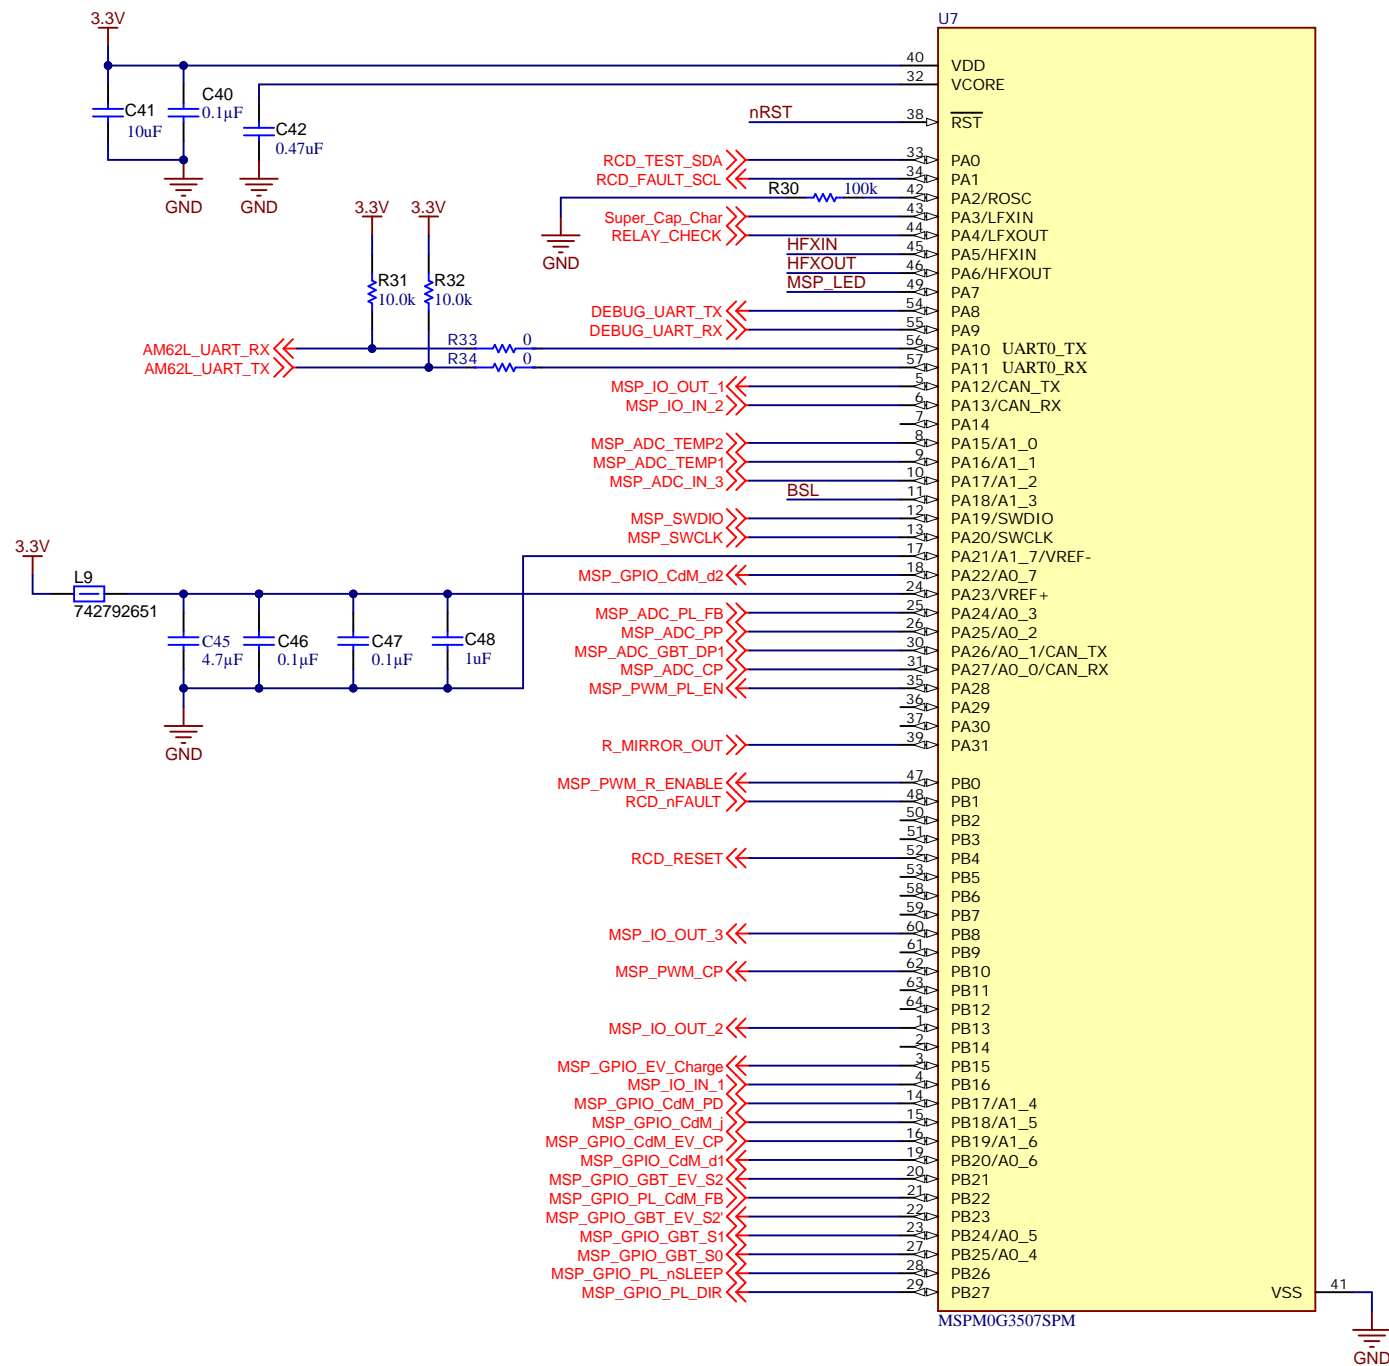 U7
3.3V
40 VDD
32 VCORE
C41
10uF
C40
0.1µF
C42
0.47uF
GND
GND
nRST 38 RST
RCD_TEST_SDA 33 PA0
RCD_FAULT_SCL 34 PA1
R30 100k 42 PA2/ROSC
GND
Super_Cap_Char 43 PA3/LFXIN
RELAY_CHECK 44 PA4/LFXOUT
HFXIN 45 PA5/HFXIN
HFXOUT 46 PA6/HFXOUT
MSP_LED 49 PA7
3.3V 3.3V
R31
10.0k
R32
10.0k
DEBUG_UART_TX 54 PA8
DEBUG_UART_RX 55 PA9
AM62L_UART_RX R33 0 56 PA10 UART0_TX
AM62L_UART_TX R34 0 57 PA11 UART0_RX
MSP_IO_OUT_1 5 PA12/CAN_TX
MSP_IO_IN_2 6 PA13/CAN_RX
7 PA14
MSP_ADC_TEMP2 8 PA15/A1_0
MSP_ADC_TEMP1 9 PA16/A1_1
MSP_ADC_IN_3 10 PA17/A1_2
BSL 11 PA18/A1_3
MSP_SWDIO 12 PA19/SWDIO
MSP_SWCLK 13 PA20/SWCLK
17 PA21/A1_7/VREF-
MSP_GPIO_CdM_d2 18 PA22/A0_7
24 PA23/VREF+
3.3V
L9
742792651
C45
4.7µF
C46
0.1µF
C47
0.1µF
C48
1uF
GND
MSP_ADC_PL_FB 25 PA24/A0_3
MSP_ADC_PP 26 PA25/A0_2
MSP_ADC_GBT_DP1 30 PA26/A0_1/CAN_TX
MSP_ADC_CP 31 PA27/A0_0/CAN_RX
MSP_PWM_PL_EN 35 PA28
36 PA29
37 PA30
R_MIRROR_OUT 39 PA31
MSP_PWM_R_ENABLE 47 PB0
RCD_nFAULT 48 PB1
50 PB2
51 PB3
RCD_RESET 52 PB4
53 PB5
58 PB6
59 PB7
MSP_IO_OUT_3 60 PB8
61 PB9
MSP_PWM_CP 62 PB10
63 PB11
64 PB12
MSP_IO_OUT_2 1 PB13
2 PB14
MSP_GPIO_EV_Charge 3 PB15
MSP_IO_IN_1 4 PB16
MSP_GPIO_CdM_PD 14 PB17/A1_4
MSP_GPIO_CdM_j 15 PB18/A1_5
MSP_GPIO_CdM_EV_CP 16 PB19/A1_6
MSP_GPIO_CdM_d1 19 PB20/A0_6
MSP_GPIO_GBT_EV_S2 20 PB21
MSP_GPIO_PL_CdM_FB 21 PB22
MSP_GPIO_GBT_EV_S2' 22 PB23
MSP_GPIO_GBT_S1 23 PB24/A0_5
MSP_GPIO_GBT_S0 27 PB25/A0_4
MSP_GPIO_PL_nSLEEP 28 PB26
MSP_GPIO_PL_DIR 29 PB27
VSS 41
MSPM0G3507SPM
GND